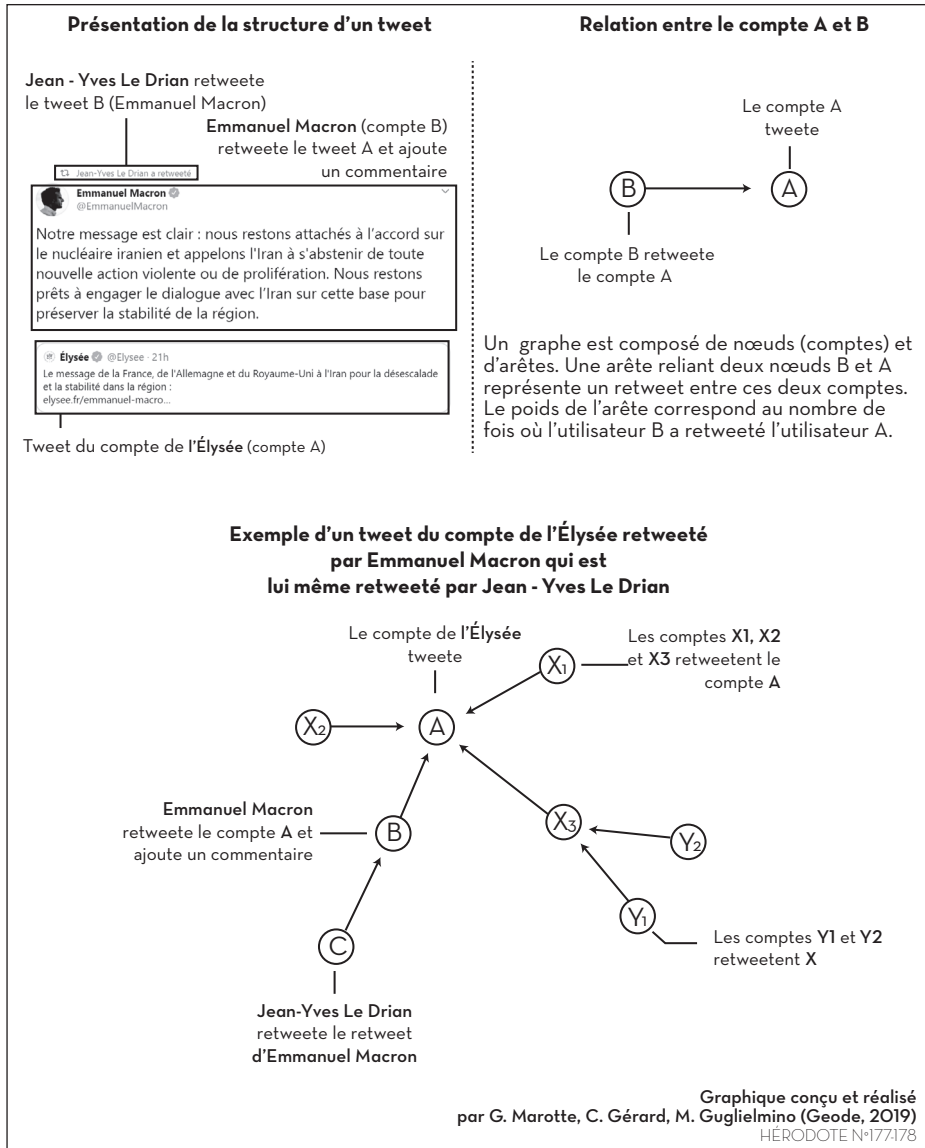 Présentation de la structure d'un tweet
Jean - Yves Le Drian retweete
le tweet B (Emmanuel Macron)
Emmanuel Macron (compte B)
retweete le tweet A et ajoute
un commentaire
Jean-Yves Le Drian a retweeté
Emmanuel Macron
@EmmanuelMacron
Notre message est clair : nous restons attachés à l'accord sur
le nucléaire iranien et appelons l'Iran à s'abstenir de toute
nouvelle action violente ou de prolifération. Nous restons
prêts à engager le dialogue avec l'Iran sur cette base pour
préserver la stabilité de la région.
Élysée @Elysee · 21h
Le message de la France, de l'Allemagne et du Royaume-Uni à l'Iran pour la désescalade
et la stabilité dans la région :
elysee.fr/emmanuel-macro...
Tweet du compte de l'Élysée (compte A)
Relation entre le compte A et B
Le compte A
tweete
B
A
Le compte B retweete
le compte A
Un graphe est composé de nœuds (comptes) et
d'arêtes. Une arête reliant deux nœuds B et A
représente un retweet entre ces deux comptes.
Le poids de l'arête correspond au nombre de
fois où l'utilisateur B a retweeté l'utilisateur A.
Exemple d'un tweet du compte de l'Élysée retweeté
par Emmanuel Macron qui est
lui même retweeté par Jean - Yves Le Drian
Le compte de l'Élysée
tweete
X1
Les comptes X1, X2
et X3 retweetent le
compte A
X2
A
Emmanuel Macron
retweete le compte A et
ajoute un commentaire
B
X3
Y2
Y1
Les comptes Y1 et Y2
retweetent X
C
Jean-Yves Le Drian
retweete le retweet
d'Emmanuel Macron
Graphique conçu et réalisé
par G. Marotte, C. Gérard, M. Guglielmino (Geode, 2019)
HÉRODOTE N°177-178